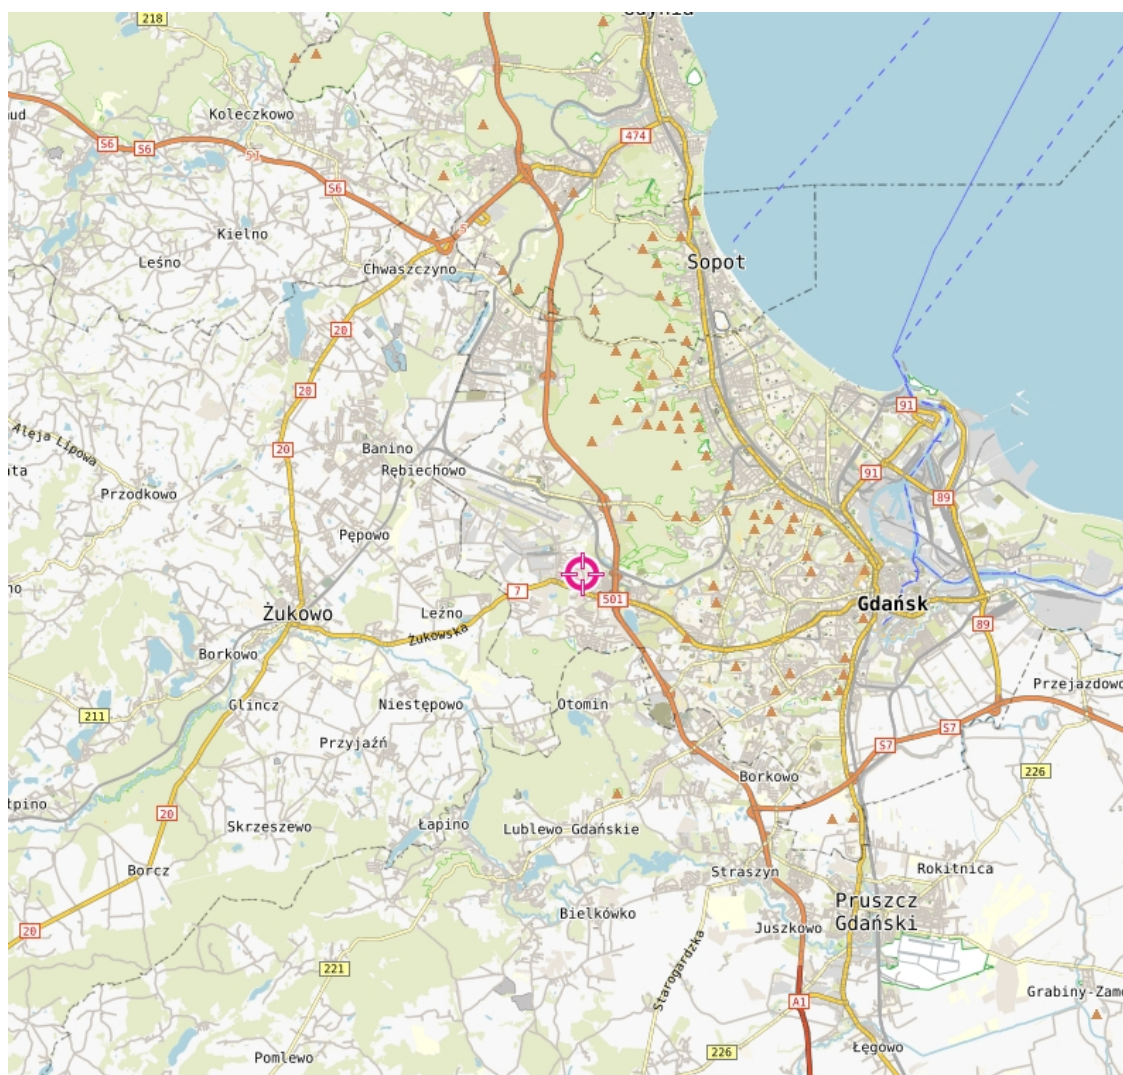 Gdynia
218
Koleczkowo
S6
S6
51
S6
474
5
Kielno
Leśno
Chwaszczyno
Sopot
20
20
20
91
91
89
Aleja Lipowa
Banino
Rębiechowo
Przodkowo
Pępowo
7
501
Żukowo
Leźno
Żukowska
Gdańsk
89
Borkowo
Glincz
Niestępowo
Otomin
Przejazdowo
211
Przyjaźń
S7
S7
226
Borkowo
20
Skrzeszewo
Łapino
Lublewo Gdańskie
Borcz
Straszyn
Rokitnica
20
Bielkówko
Pruszcz
Gdański
Juszkowo
221
Starogardzka
A1
Grabiny-Zam
226
Łęgowo
Pomlewo